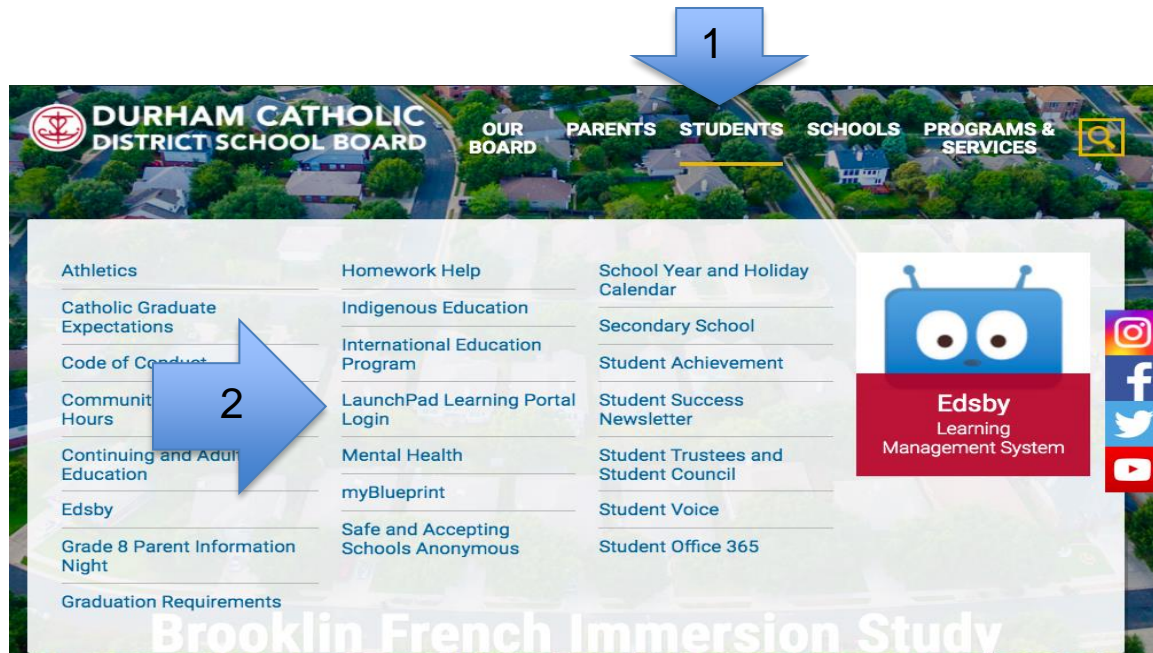 1
DURHAM CATHOLIC
DISTRICT SCHOOL BOARD
OUR
BOARD
PARENTS
STUDENTS
SCHOOLS
PROGRAMS &
SERVICES
Athletics
Catholic Graduate
Expectations
Code of Conduct
Communit
Hours
Continuing and Adul
Education
Edsby
Grade 8 Parent Information
Night
Graduation Requirements
2
Homework Help
Indigenous Education
International Education
Program
LaunchPad Learning Portal
Login
Mental Health
myBlueprint
Safe and Accepting
Schools Anonymous
School Year and Holiday
Calendar
Secondary School
Student Achievement
Student Success
Newsletter
Student Trustees and
Student Council
Student Voice
Student Office 365
Edsby
Learning
Management System
Brooklin French Immersion Study